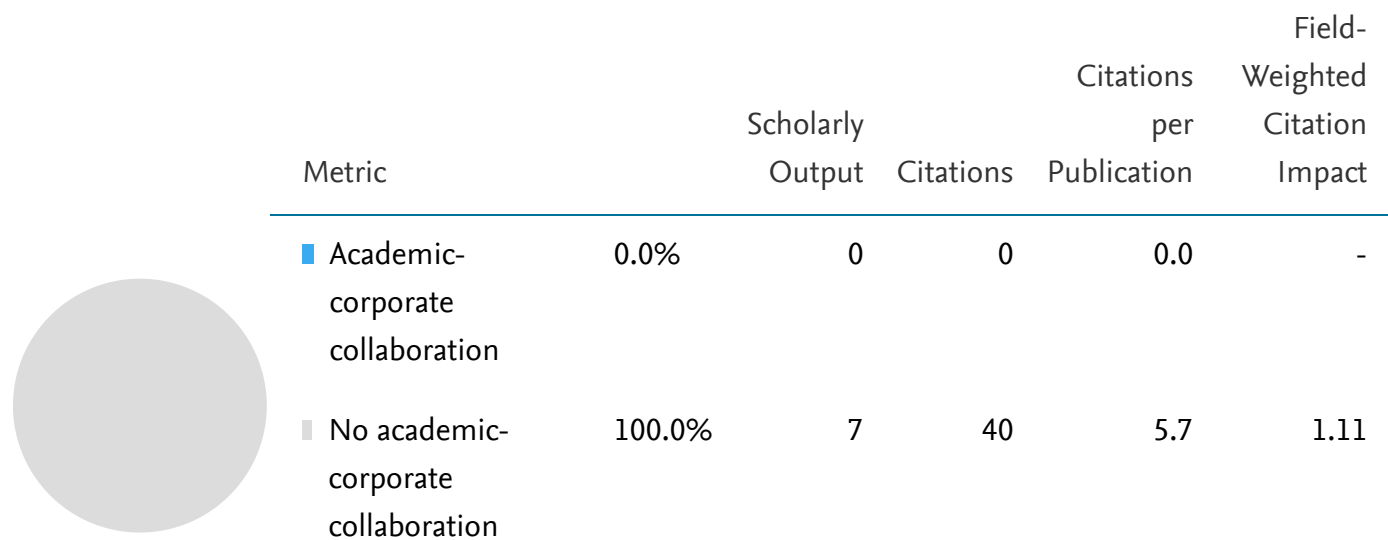 Field-
Citations Weighted
Scholarly per Citation
Metric Output Citations Publication Impact
Academic- 0.0% 0 0 0.0 -
corporate
collaboration
No academic- 100.0% 7 40 5.7 1.11
corporate
collaboration